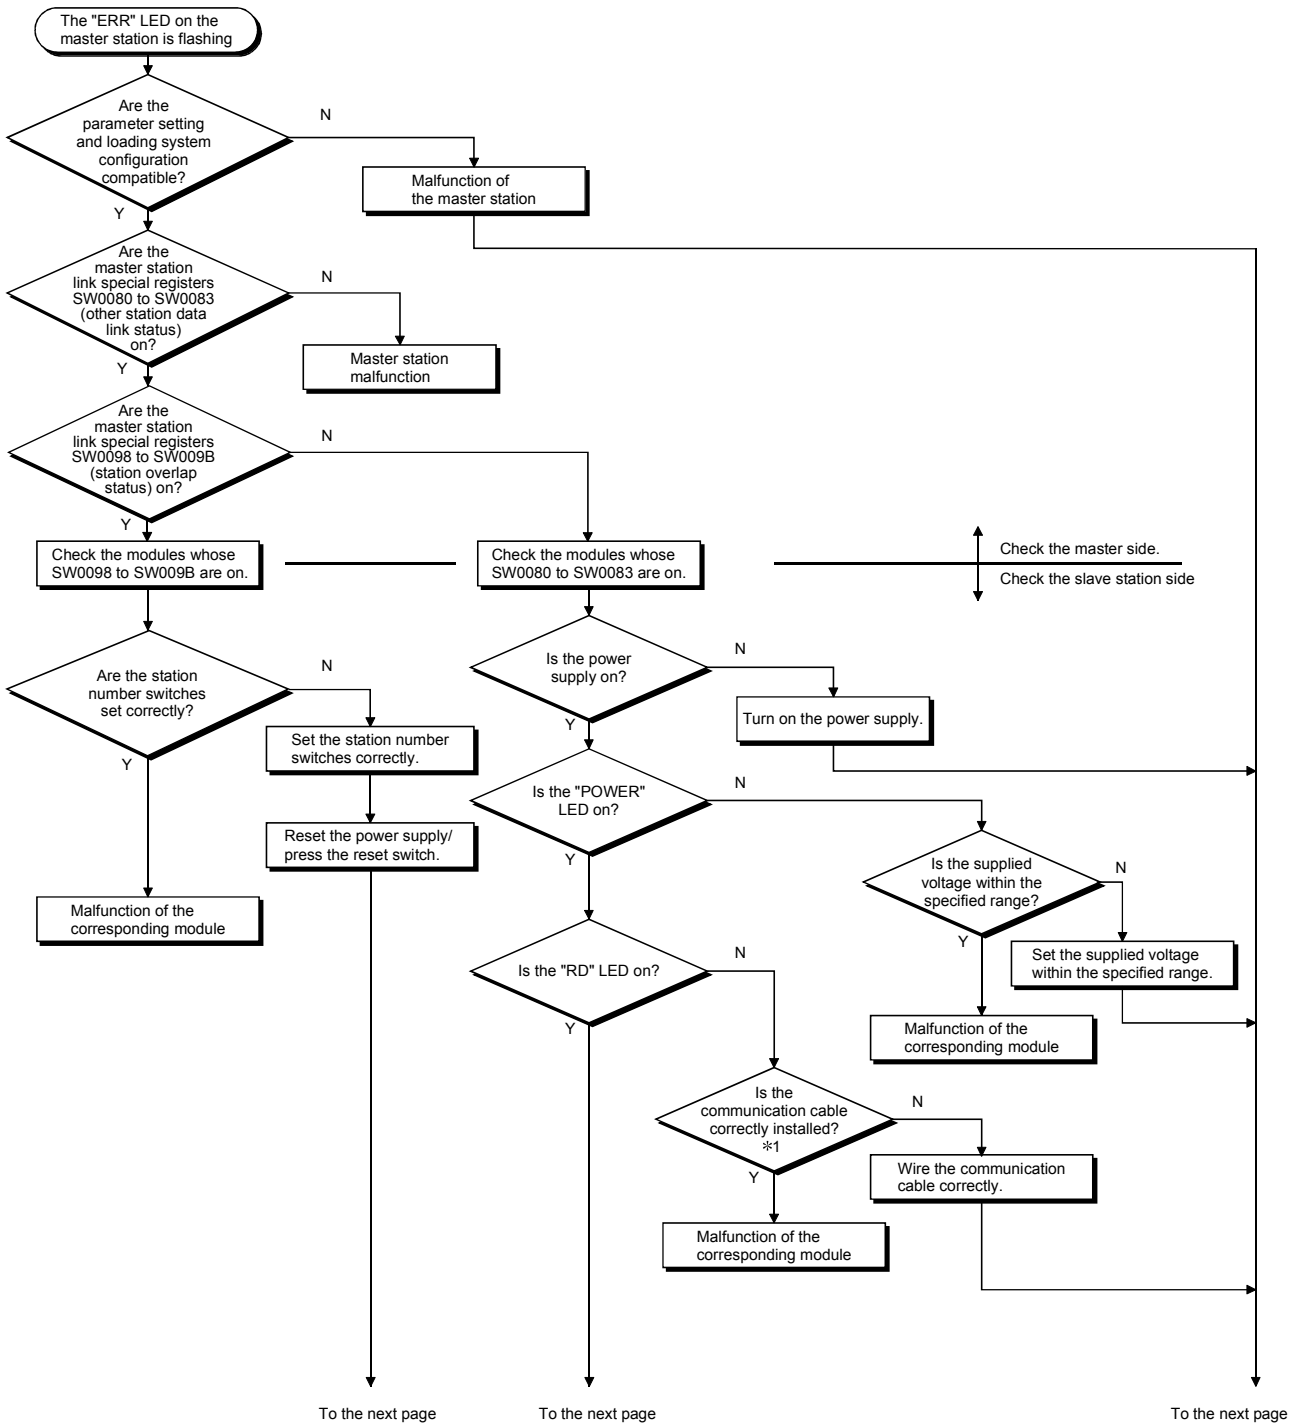 The "ERR" LED on the
master station is flashing
Are the
parameter setting
and loading system
configuration
compatible?
N
Y
Malfunction of
the master station
Are the
master station
link special registers
SW0080 to SW0083
(other station data
link status)
on?
N
Y
Master station
malfunction
Are the
master station
link special registers
SW0098 to SW009B
(station overlap
status) on?
N
Y
Check the modules whose
SW0098 to SW009B are on.
Check the modules whose
SW0080 to SW0083 are on.
Check the master side.
Check the slave station side
Are the station
number switches
set correctly?
N
Y
Set the station number
switches correctly.
Reset the power supply/
press the reset switch.
Malfunction of the
corresponding module
Is the power
supply on?
N
Y
Turn on the power supply.
Is the "POWER"
LED on?
N
Y
Is the supplied
voltage within the
specified range?
N
Y
Set the supplied voltage
within the specified range.
Malfunction of the
corresponding module
Is the "RD" LED on?
N
Y
Is the
communication cable
correctly installed?
*1
N
Y
Wire the communication
cable correctly.
Malfunction of the
corresponding module
To the next page
To the next page
To the next page